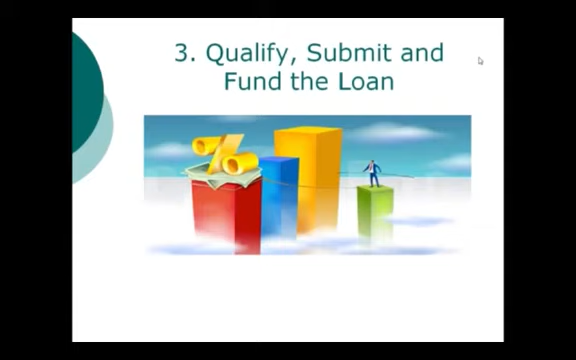 3. Qualify, Submit and
Fund the Loan
%